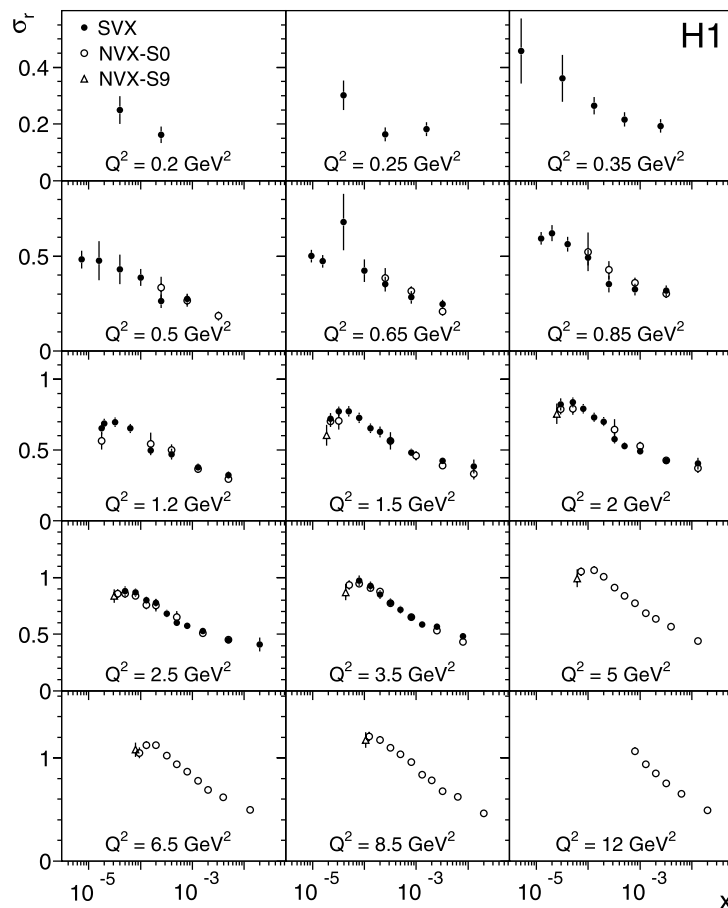 σr
SVX
NVX-S0
NVX-S9
H1
0.4
0.2
0
Q² = 0.2 GeV²
Q² = 0.25 GeV²
Q² = 0.35 GeV²
0.5
0
Q² = 0.5 GeV²
Q² = 0.65 GeV²
Q² = 0.85 GeV²
1
0.5
0
Q² = 1.2 GeV²
Q² = 1.5 GeV²
Q² = 2 GeV²
1
0.5
0
Q² = 2.5 GeV²
Q² = 3.5 GeV²
Q² = 5 GeV²
1
0
Q² = 6.5 GeV²
Q² = 8.5 GeV²
Q² = 12 GeV²
10⁻⁵ 10⁻³ 10⁻⁵ 10⁻³ 10⁻⁵ 10⁻³
x